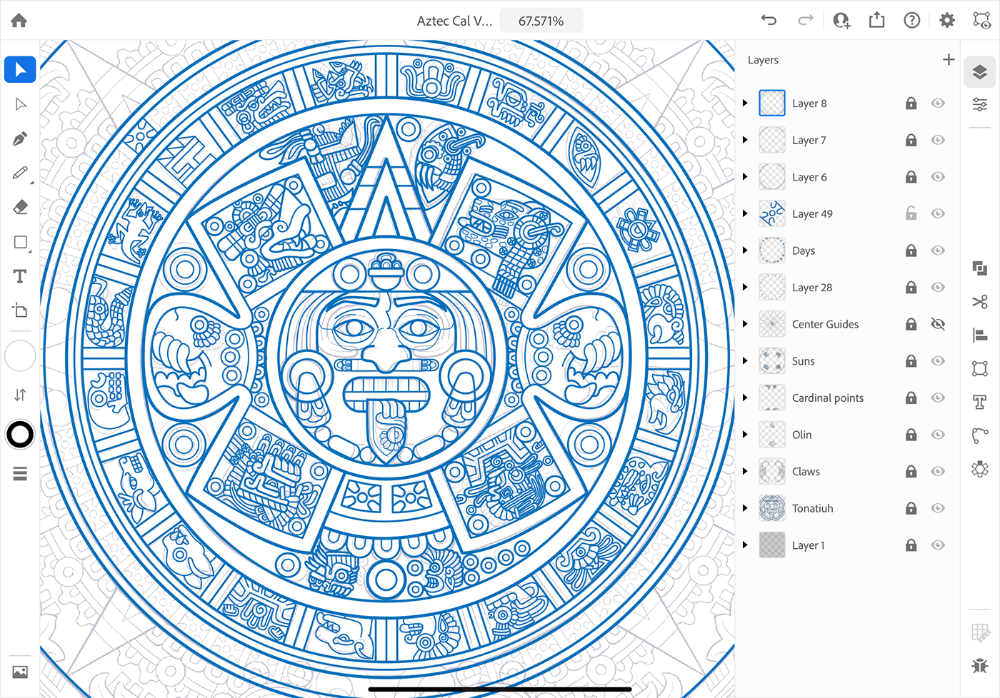 Aztec Cal V... 67.571%
Layers
Layer 8
Layer 7
Layer 6
Layer 49
Days
Layer 28
Center Guides
Suns
Cardinal points
Olin
Claws
Tonatiuh
Layer 1